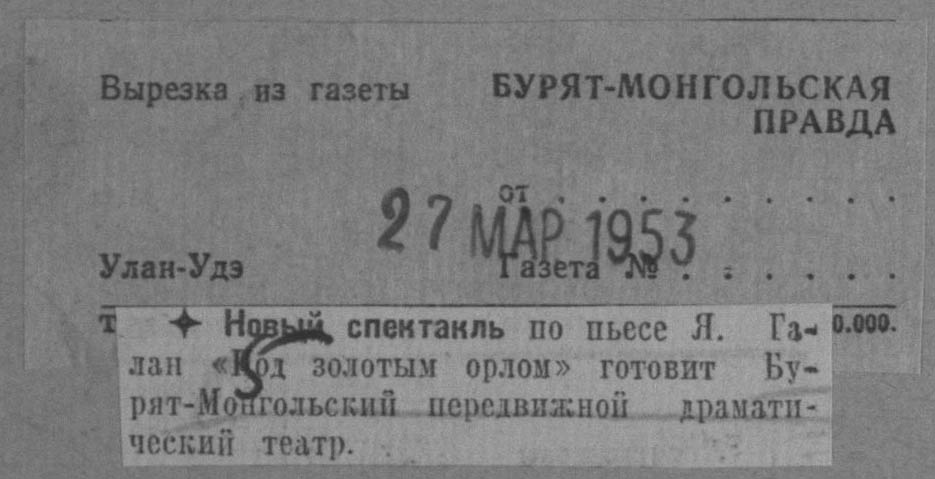 Вырезка из газеты БУРЯТ-МОНГОЛЬСКАЯ
ПРАВДА
от . . . . . . . . .
27 МАР 1953
Улан-Удэ Газета № . . . . . .
Т 0.000.
Новый спектакль по пьесе Я. Га-
лан «Под золотым орлом» готовит Бу-
рят-Монгольский передвижной драмати-
ческий театр.